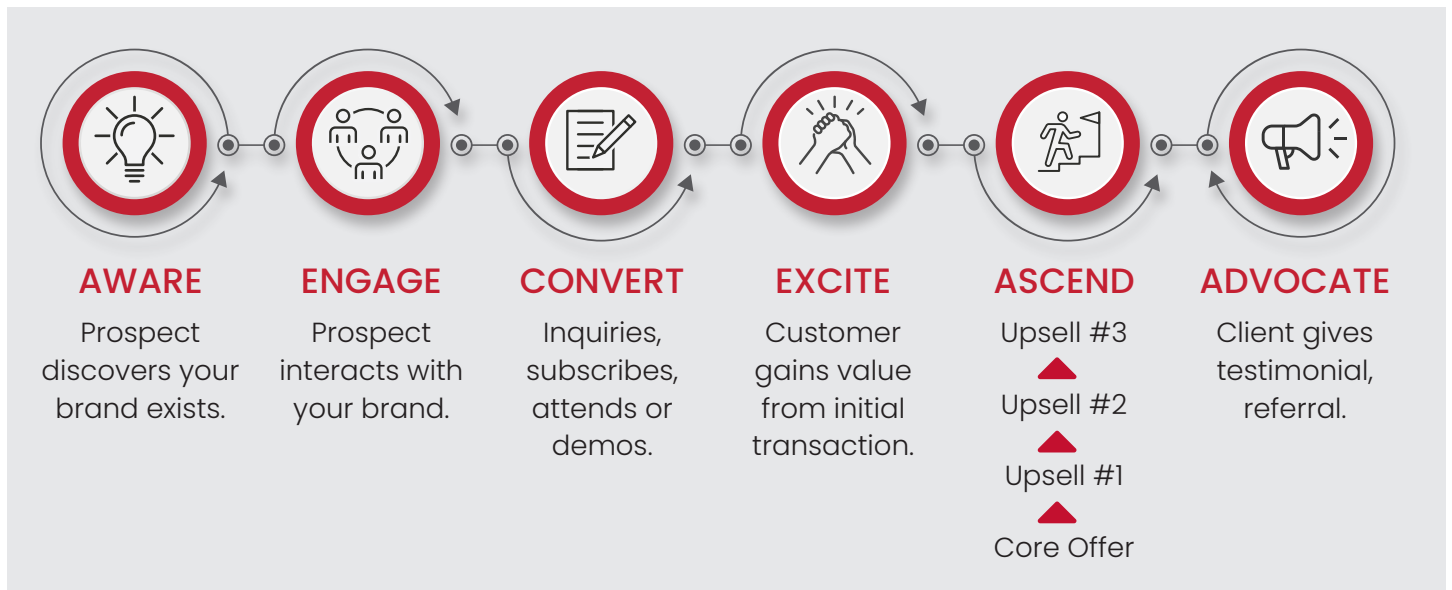 AWARE
Prospect
discovers your
brand exists.
ENGAGE
Prospect
interacts with
your brand.
CONVERT
Inquiries,
subscribes,
attends or
demos.
EXCITE
Customer
gains value
from initial
transaction.
ASCEND
Upsell #3
Upsell #2
Upsell #1
Core Offer
ADVOCATE
Client gives
testimonial,
referral.